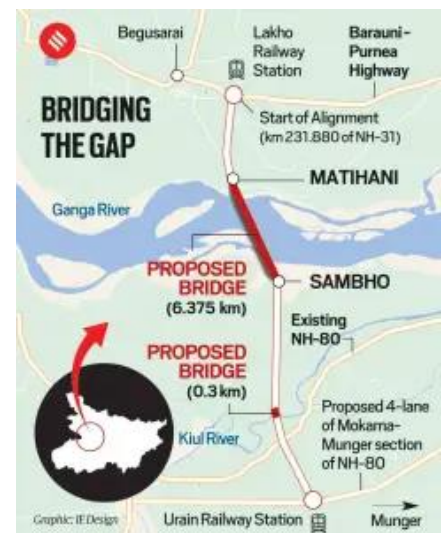 Begusarai
Lakho
Railway
Station
Barauni-
Purnea
Highway
BRIDGING
THE GAP
Start of Alignment
(km 231.880 of NH-31)
MATIHANI
Ganga River
PROPOSED
BRIDGE
(6.375 km)
SAMBHO
Existing
NH-80
PROPOSED
BRIDGE
(0.3 km)
Kiul River
Proposed 4-lane
of Mokama-
Munger section
of NH-80
Graphic: IE Design
Urain Railway Station
Munger